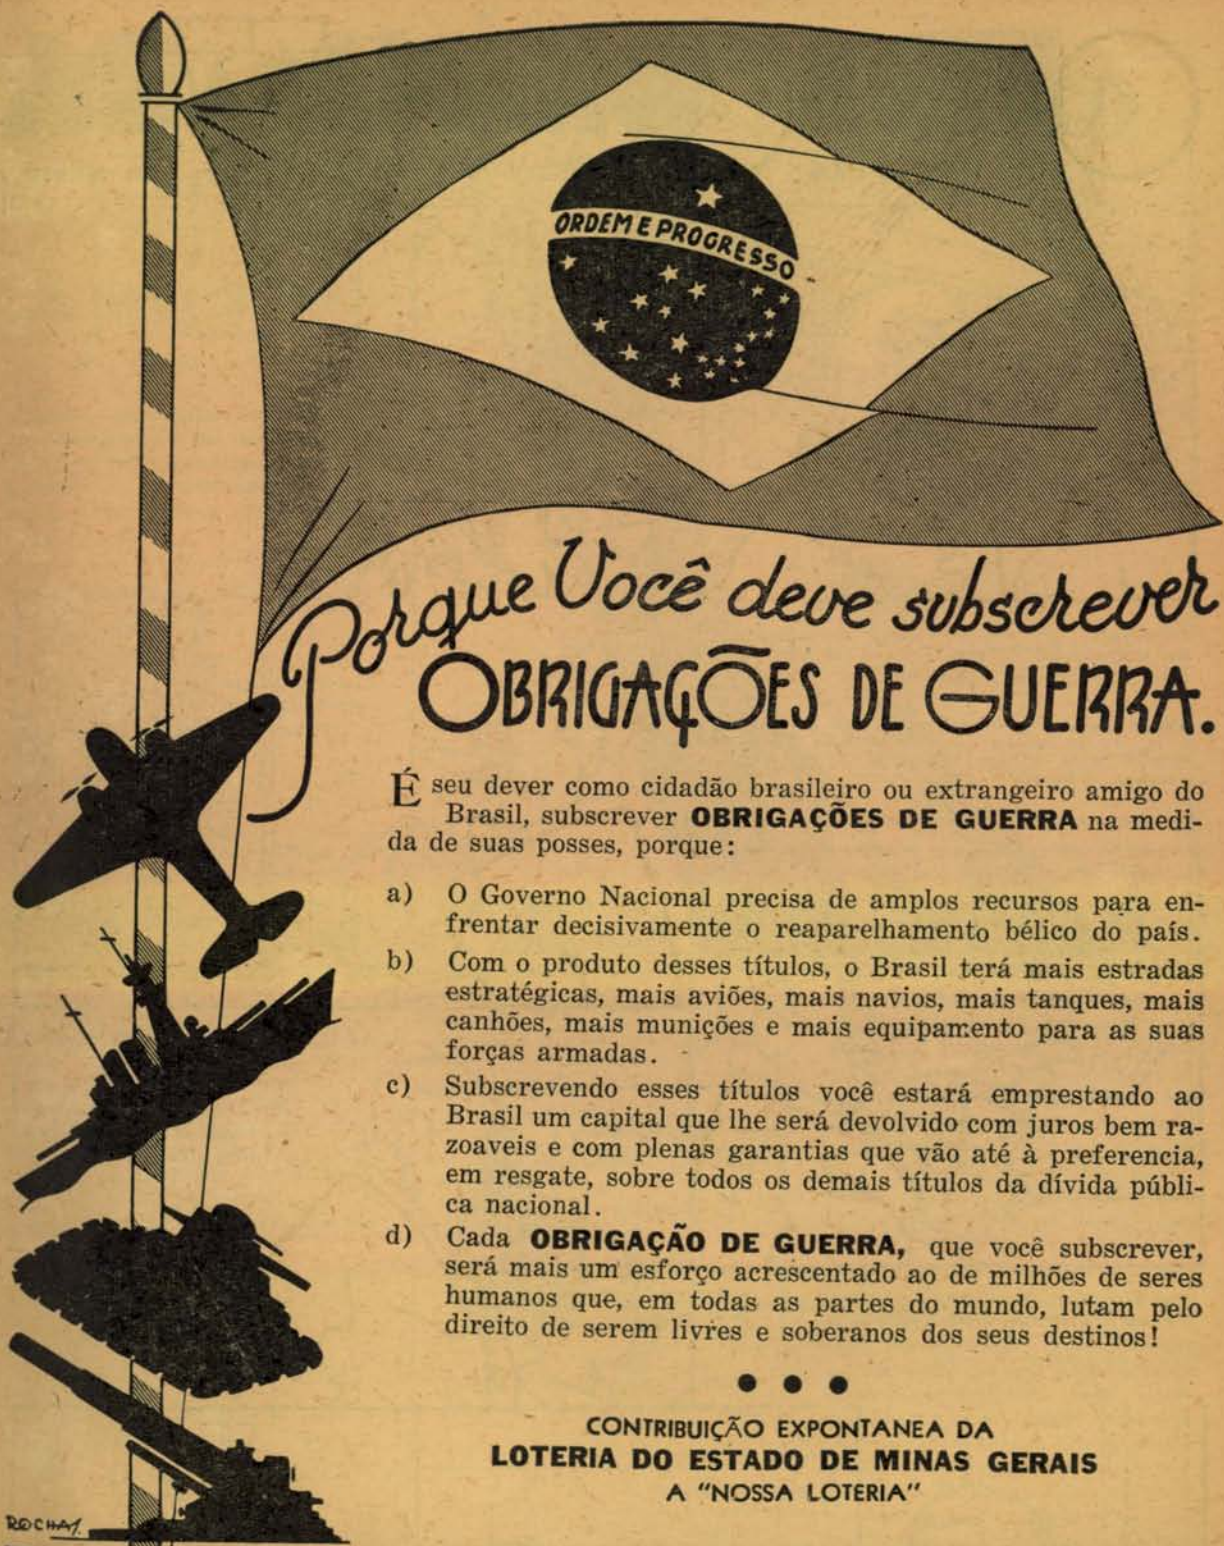 ORDEM E PROGRESSO
Porque Você deve subscrever
OBRIGAÇÕES DE GUERRA.
É seu dever como cidadão brasileiro ou extrangeiro amigo do
Brasil, subscrever OBRIGAÇÕES DE GUERRA na medi-
da de suas posses, porque:
a) O Governo Nacional precisa de amplos recursos para en-
frentar decisivamente o reaparelhamento bélico do país.
b) Com o produto desses títulos, o Brasil terá mais estradas
estratégicas, mais aviões, mais navios, mais tanques, mais
canhões, mais munições e mais equipamento para as suas
forças armadas.
c) Subscrevendo esses títulos você estará emprestando ao
Brasil um capital que lhe será devolvido com juros bem ra-
zoaveis e com plenas garantias que vão até à preferencia,
em resgate, sobre todos os demais títulos da dívida públi-
ca nacional.
d) Cada OBRIGAÇÃO DE GUERRA, que você subscrever,
será mais um esforço acrescentado ao de milhões de seres
humanos que, em todas as partes do mundo, lutam pelo
direito de serem livres e soberanos dos seus destinos!
CONTRIBUIÇÃO EXPONTANEA DA
LOTERIA DO ESTADO DE MINAS GERAIS
A "NOSSA LOTERIA"
ROCHA